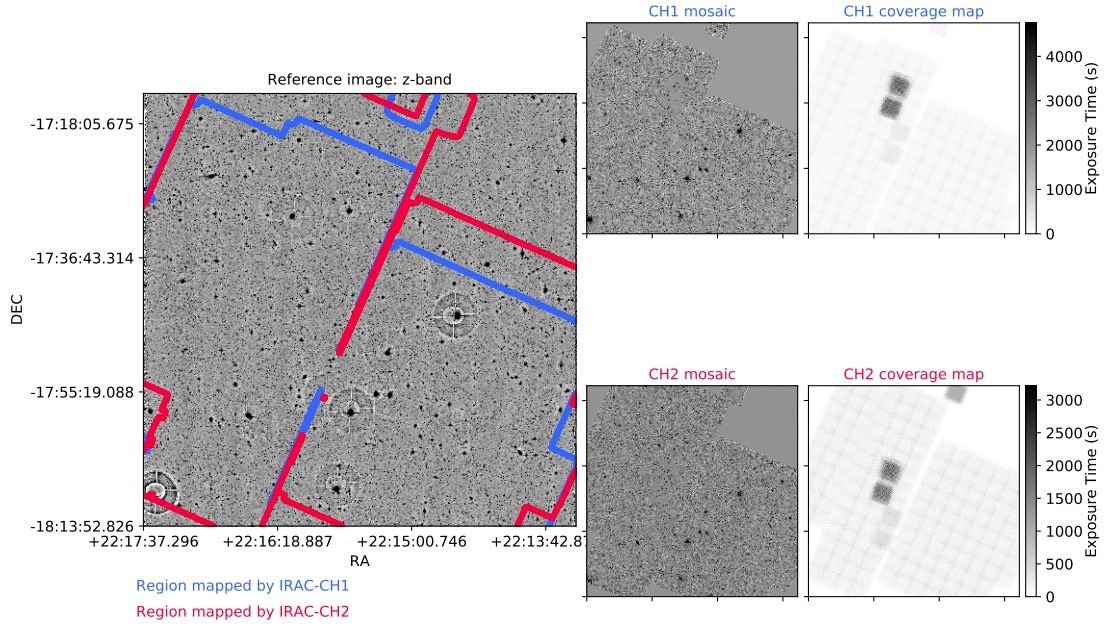 CH1 mosaic
CH1 coverage map
4000
3000
2000
1000
0
Exposure Time (s)
Reference image: z-band
-17:18:05.675
-17:36:43.314
-17:55:19.088
-18:13:52.826
DEC
+22:17:37.296
+22:16:18.887
+22:15:00.746
+22:13:42.8
RA
CH2 mosaic
CH2 coverage map
3000
2500
2000
1500
1000
500
0
Exposure Time (s)
Region mapped by IRAC-CH1
Region mapped by IRAC-CH2